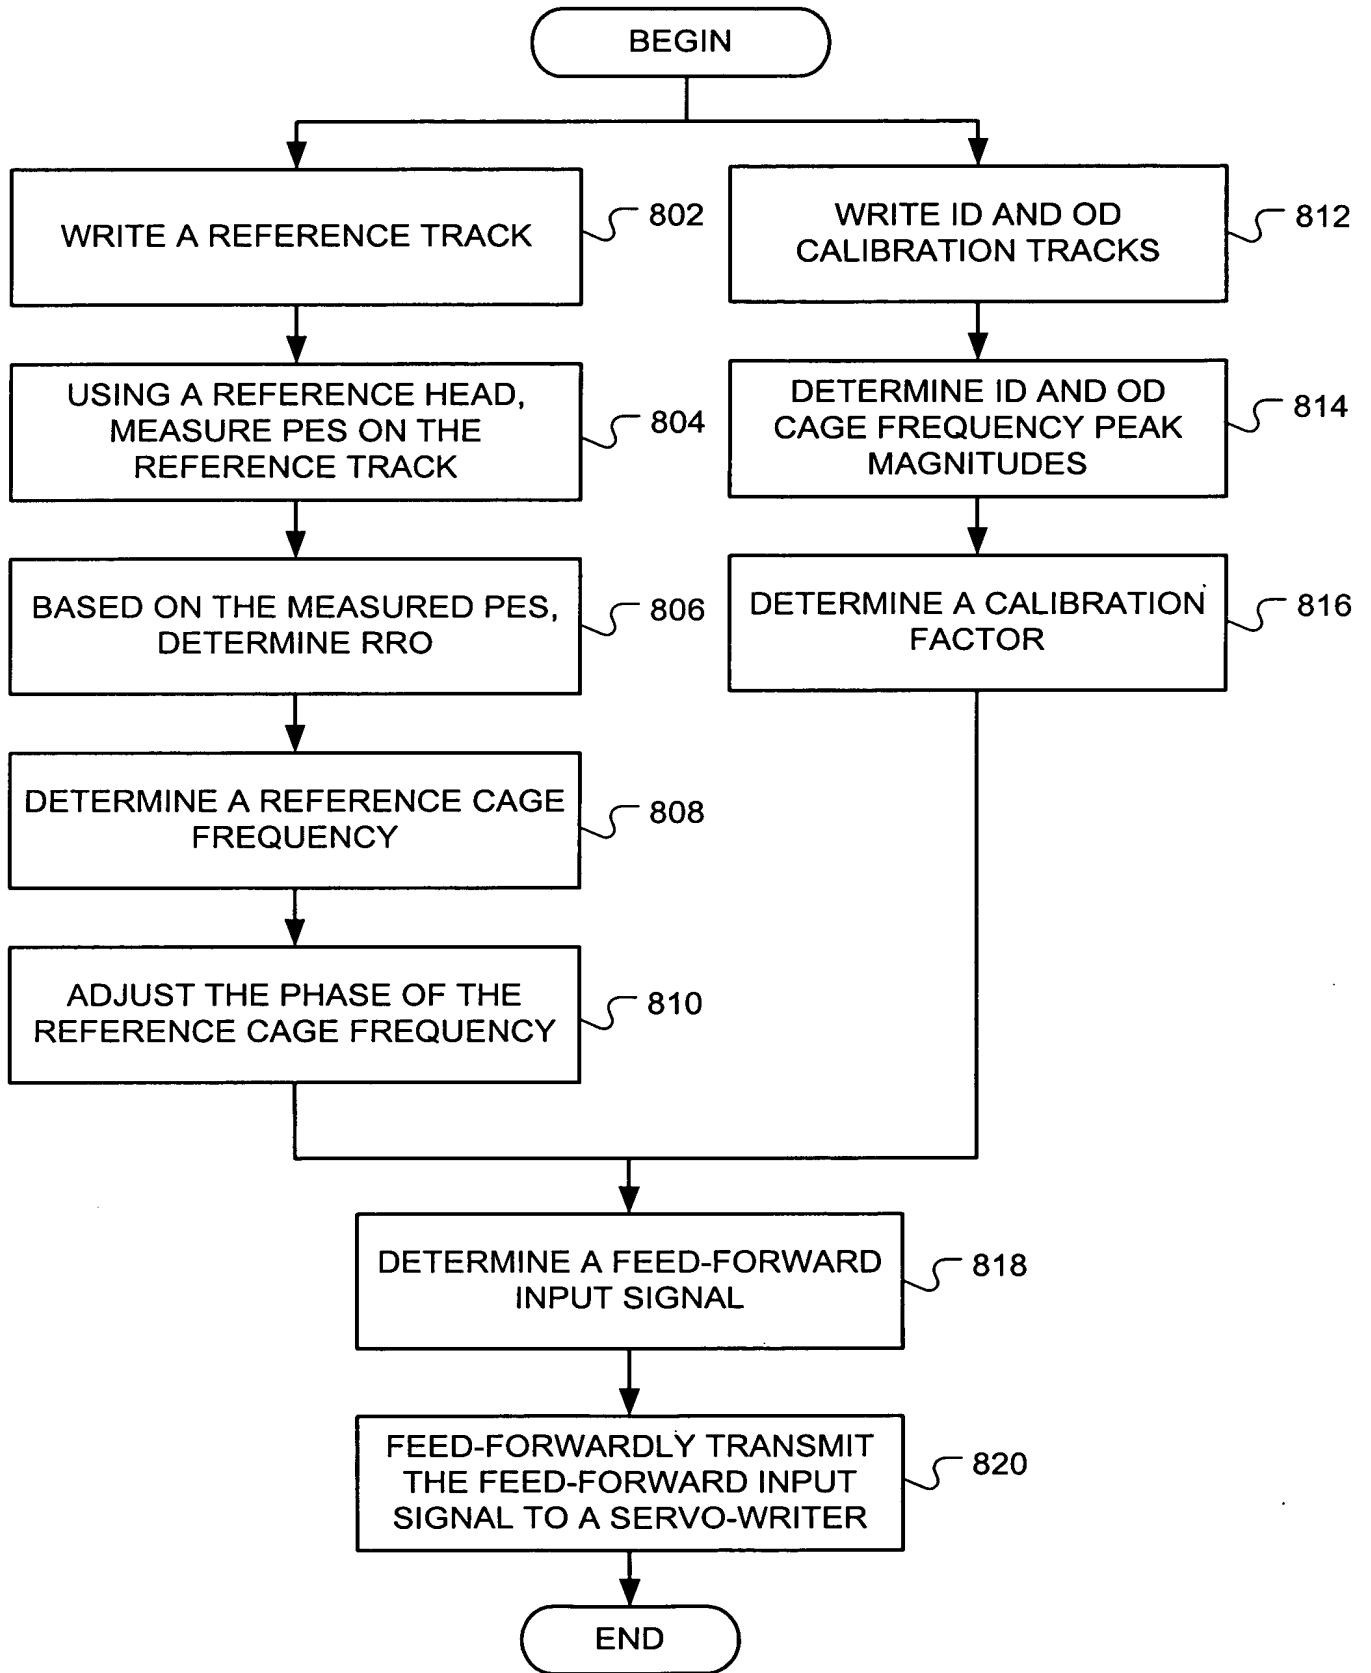 BEGIN
WRITE A REFERENCE TRACK
802
USING A REFERENCE HEAD,
MEASURE PES ON THE
REFERENCE TRACK
804
BASED ON THE MEASURED PES,
DETERMINE RRO
806
DETERMINE A REFERENCE CAGE
FREQUENCY
808
ADJUST THE PHASE OF THE
REFERENCE CAGE FREQUENCY
810
WRITE ID AND OD
CALIBRATION TRACKS
812
DETERMINE ID AND OD
CAGE FREQUENCY PEAK
MAGNITUDES
814
DETERMINE A CALIBRATION
FACTOR
816
DETERMINE A FEED-FORWARD
INPUT SIGNAL
818
FEED-FORWARDLY TRANSMIT
THE FEED-FORWARD INPUT
SIGNAL TO A SERVO-WRITER
820
END